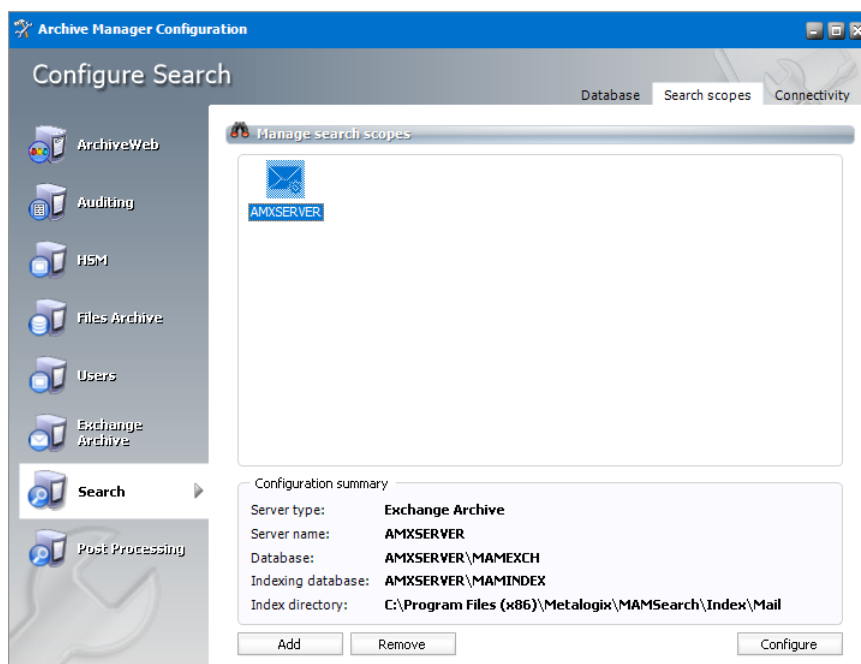 Archive Manager Configuration
Configure Search
Database Search scopes Connectivity
ArchiveWeb
Auditing
HSM
Files Archive
Users
Exchange
Archive
Search
Post Processing
Manage search scopes
AMXSERVER
Configuration summary
Server type: Exchange Archive
Server name: AMXSERVER
Database: AMXSERVER\MAMEXCH
Indexing database: AMXSERVER\MAMINDEX
Index directory: C:\Program Files (x86)\Metalogix\MAMSearch\Index\Mail
Add Remove Configure